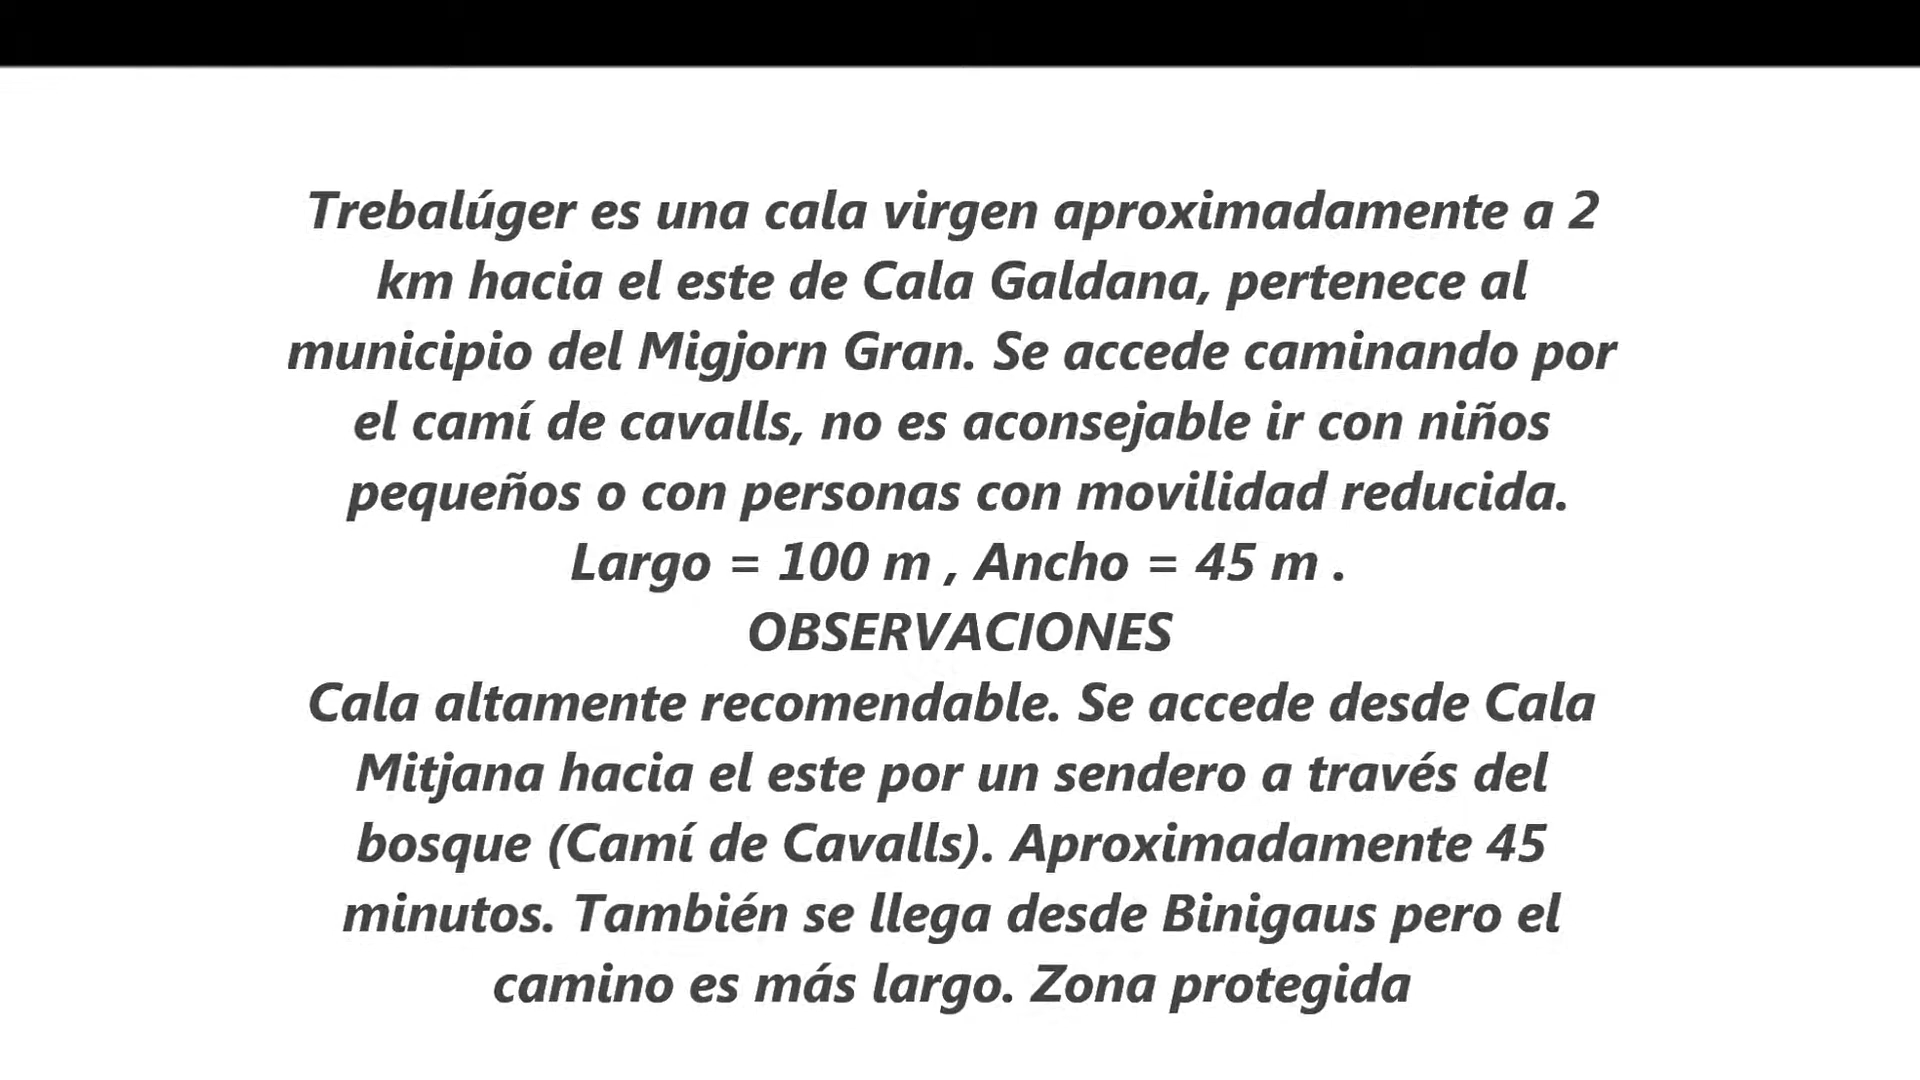 Trebalúger es una cala virgen aproximadamente a 2
km hacia el este de Cala Galdana, pertenece al
municipio del Migjorn Gran. Se accede caminando por
el camí de cavalls, no es aconsejable ir con niños
pequeños o con personas con movilidad reducida.
Largo = 100 m , Ancho = 45 m .
OBSERVACIONES
Cala altamente recomendable. Se accede desde Cala
Mitjana hacia el este por un sendero a través del
bosque (Camí de Cavalls). Aproximadamente 45
minutos. También se llega desde Binigaus pero el
camino es más largo. Zona protegida